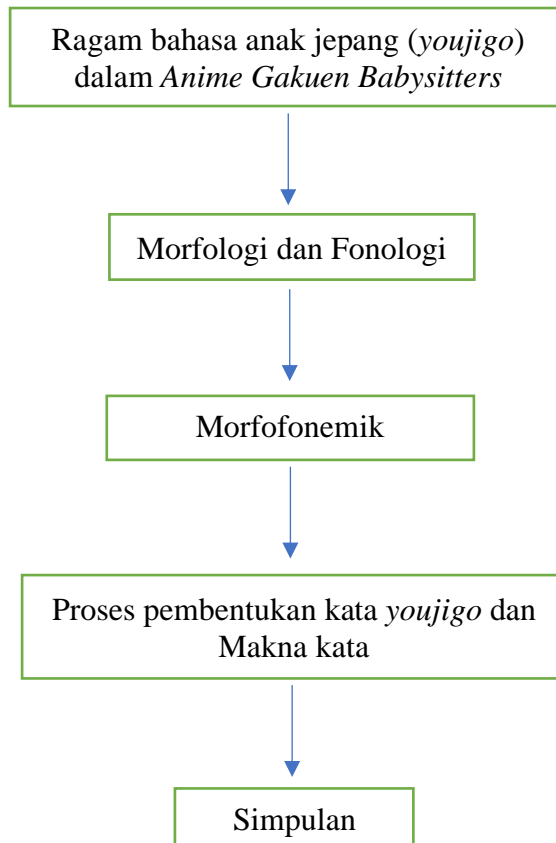 Ragam bahasa anak jepang (youjigo)
dalam Anime Gakuen Babysitters
Morfologi dan Fonologi
Morfofonemik
Proses pembentukan kata youjigo dan
Makna kata
Simpulan